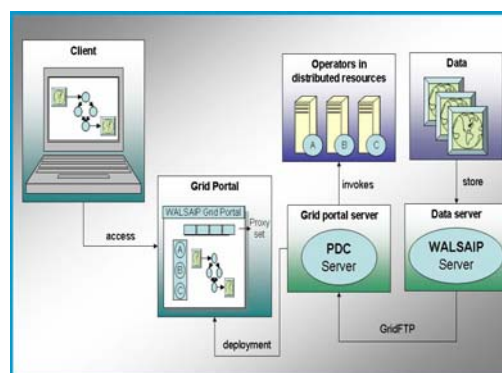 Client
Operators in
distributed resources
A
B
C
Data
invokes
store
Grid Portal
WALSAIP Grid Portal
Proxy
set
A
B
C
access
Grid portal server
PDC
Server
Data server
WALSAIP
Server
deployment
GridFTP